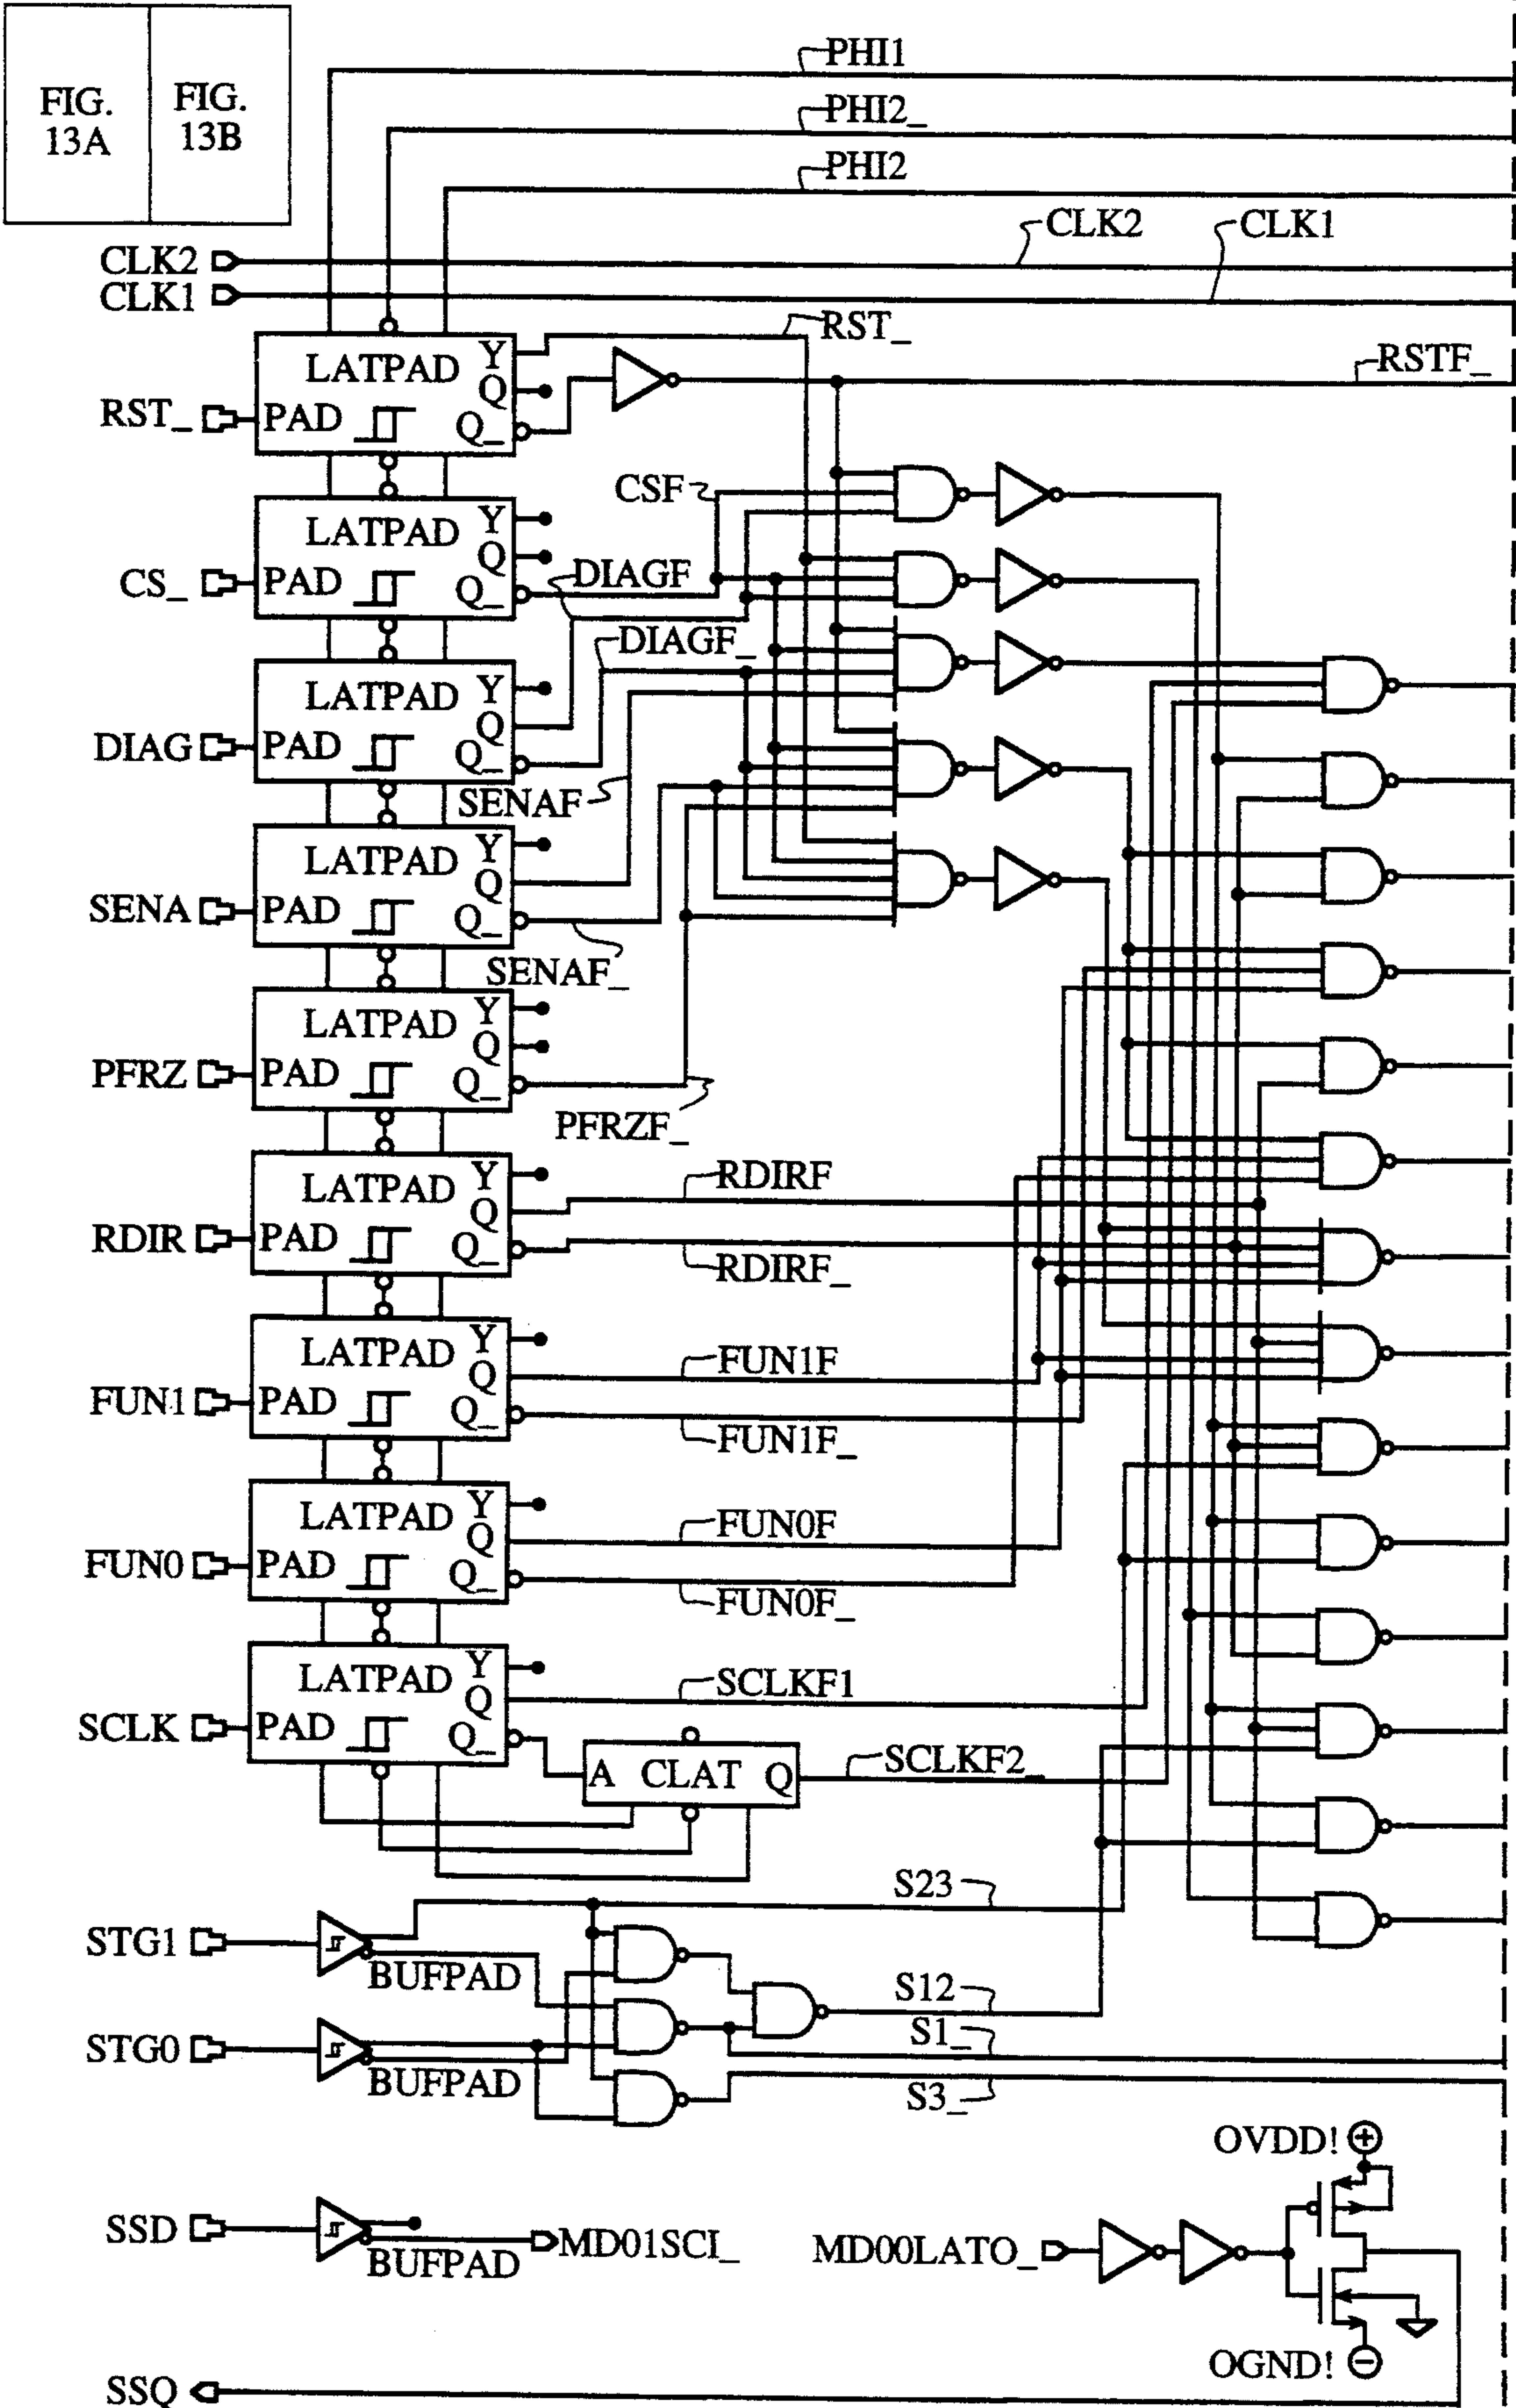 FIG. 13A
FIG. 13B
PHI1
PHI2_
PHI2
CLK2
CLK1
CLK2
CLK1
RST_
RSTF_
LATPAD
Y
Q
Q_
RST_
PAD
CSF
LATPAD
Y
Q
Q_
CS_
PAD
DIAGF
DIAGF_
LATPAD
Y
Q
Q_
DIAG
PAD
SENAF
LATPAD
Y
Q
Q_
SENA
PAD
SENAF_
LATPAD
Y
Q
Q_
PFRZ
PAD
PFRZF_
LATPAD
Y
Q
Q_
RDIR
PAD
RDIRF
RDIRF_
LATPAD
Y
Q
Q_
FUN1
PAD
FUN1F
FUN1F_
LATPAD
Y
Q
Q_
FUN0
PAD
FUN0F
FUN0F_
LATPAD
Y
Q
Q_
SCLK
PAD
SCLKF1
A CLAT Q
SCLKF2_
S23
STG1
BUFPAD
S12
S1_
STG0
BUFPAD
S3_
OVDD!
SSD
BUFPAD
MD01SCI_
MD00LATO_
OGND!
SSQ